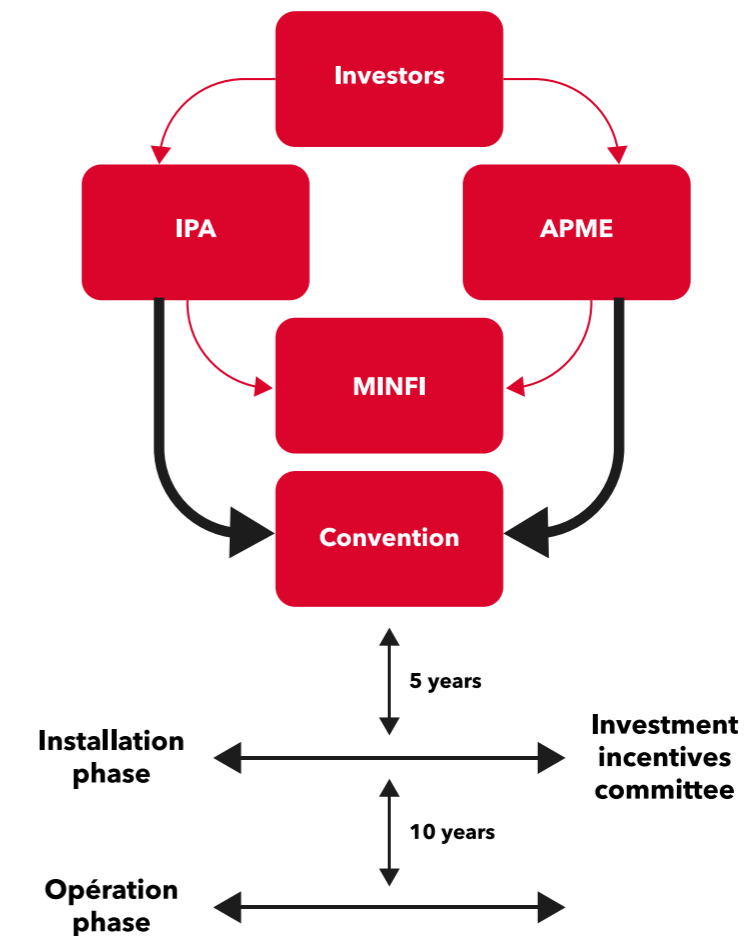 Investors
IPA
APME
MINFI
Convention
5 years
Installation
phase
Investment
incentives
committee
10 years
Opération
phase